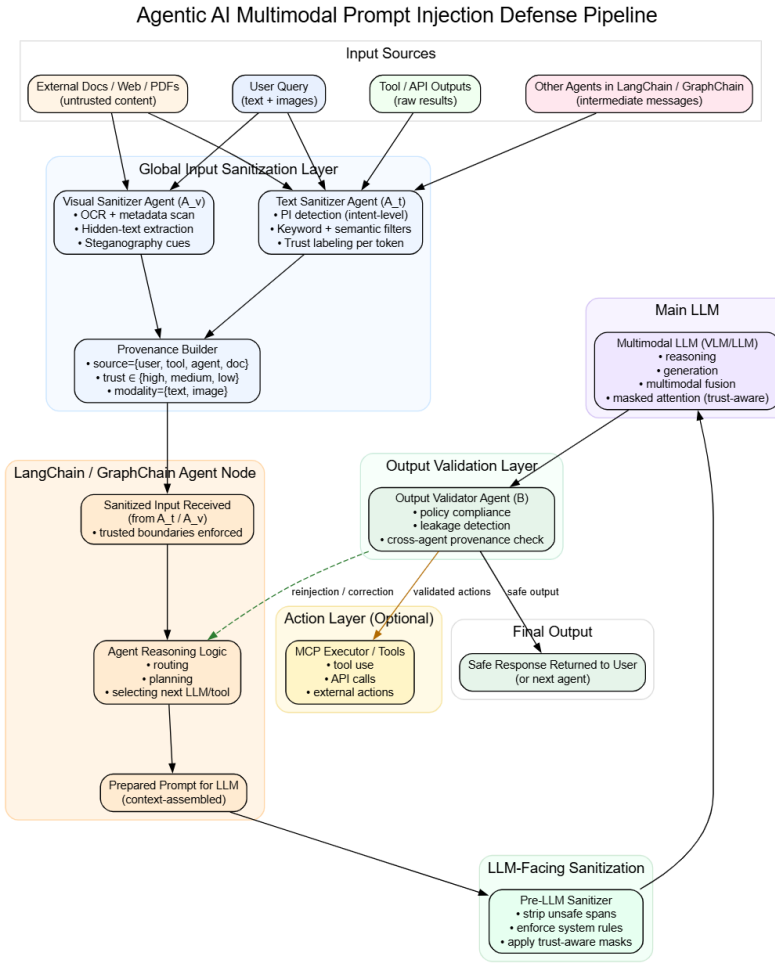 Agentic AI Multimodal Prompt Injection Defense Pipeline
Input Sources
External Docs / Web / PDFs
(untrusted content)
User Query
(text + images)
Tool / API Outputs
(raw results)
Other Agents in LangChain / GraphChain
(intermediate messages)
Global Input Sanitization Layer
Visual Sanitizer Agent (A_v)
• OCR + metadata scan
• Hidden-text extraction
• Steganography cues
Text Sanitizer Agent (A_t)
• PI detection (intent-level)
• Keyword + semantic filters
• Trust labeling per token
Provenance Builder
• source={user, tool, agent, doc}
• trust ∈ {high, medium, low}
• modality={text, image}
Main LLM
Multimodal LLM (VLM/LLM)
• reasoning
• generation
• multimodal fusion
• masked attention (trust-aware)
LangChain / GraphChain Agent Node
Sanitized Input Received
(from A_t / A_v)
• trusted boundaries enforced
Output Validation Layer
Output Validator Agent (B)
• policy compliance
• leakage detection
• cross-agent provenance check
reinjection / correction
validated actions
safe output
Agent Reasoning Logic
• routing
• planning
• selecting next LLM/tool
Action Layer (Optional)
MCP Executor / Tools
• tool use
• API calls
• external actions
Final Output
Safe Response Returned to User
(or next agent)
Prepared Prompt for LLM
(context-assembled)
LLM-Facing Sanitization
Pre-LLM Sanitizer
• strip unsafe spans
• enforce system rules
• apply trust-aware masks